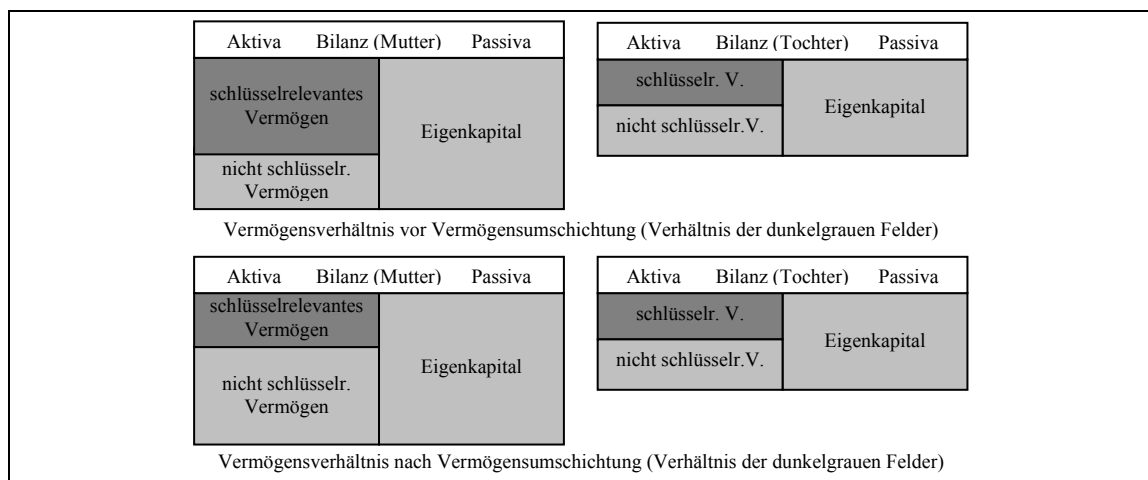 Aktiva Bilanz (Mutter) Passiva
schlüsselrelevantes
Vermögen
nicht schlüsselr.
Vermögen
Eigenkapital
Aktiva Bilanz (Tochter) Passiva
schlüsselr. V.
nicht schlüsselr.V.
Eigenkapital
Vermögensverhältnis vor Vermögensumschichtung (Verhältnis der dunkelgrauen Felder)
Aktiva Bilanz (Mutter) Passiva
schlüsselrelevantes
Vermögen
nicht schlüsselr.
Vermögen
Eigenkapital
Aktiva Bilanz (Tochter) Passiva
schlüsselr. V.
nicht schlüsselr.V.
Eigenkapital
Vermögensverhältnis nach Vermögensumschichtung (Verhältnis der dunkelgrauen Felder)